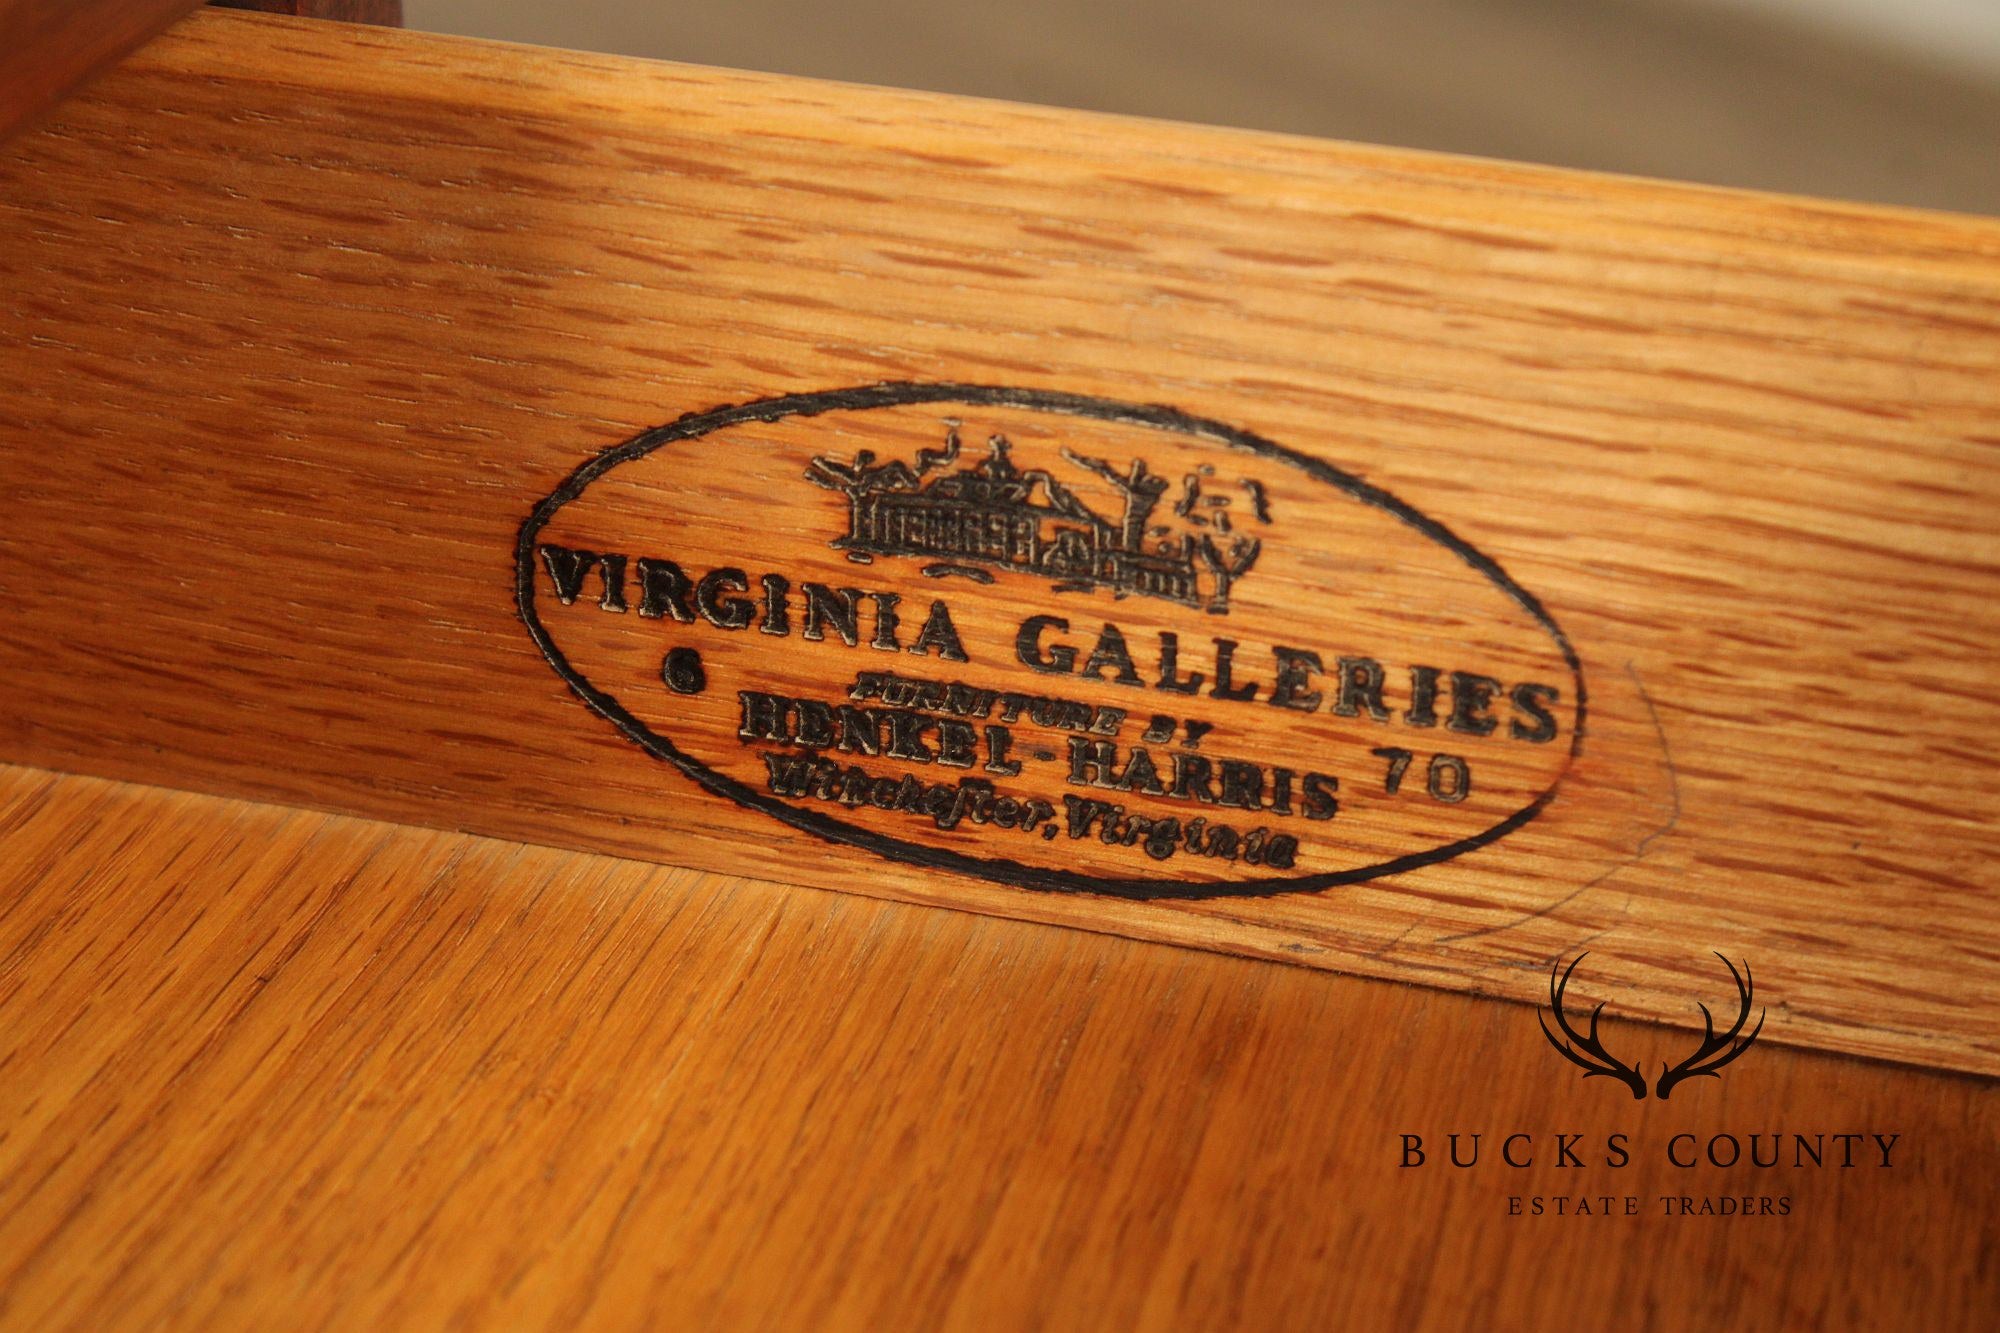 VIRGINIA GALLERIES
6 FURNITURE BY
HENKEL-HARRIS 70
Winchester, Virginia
BUCKS COUNTY
ESTATE TRADERS